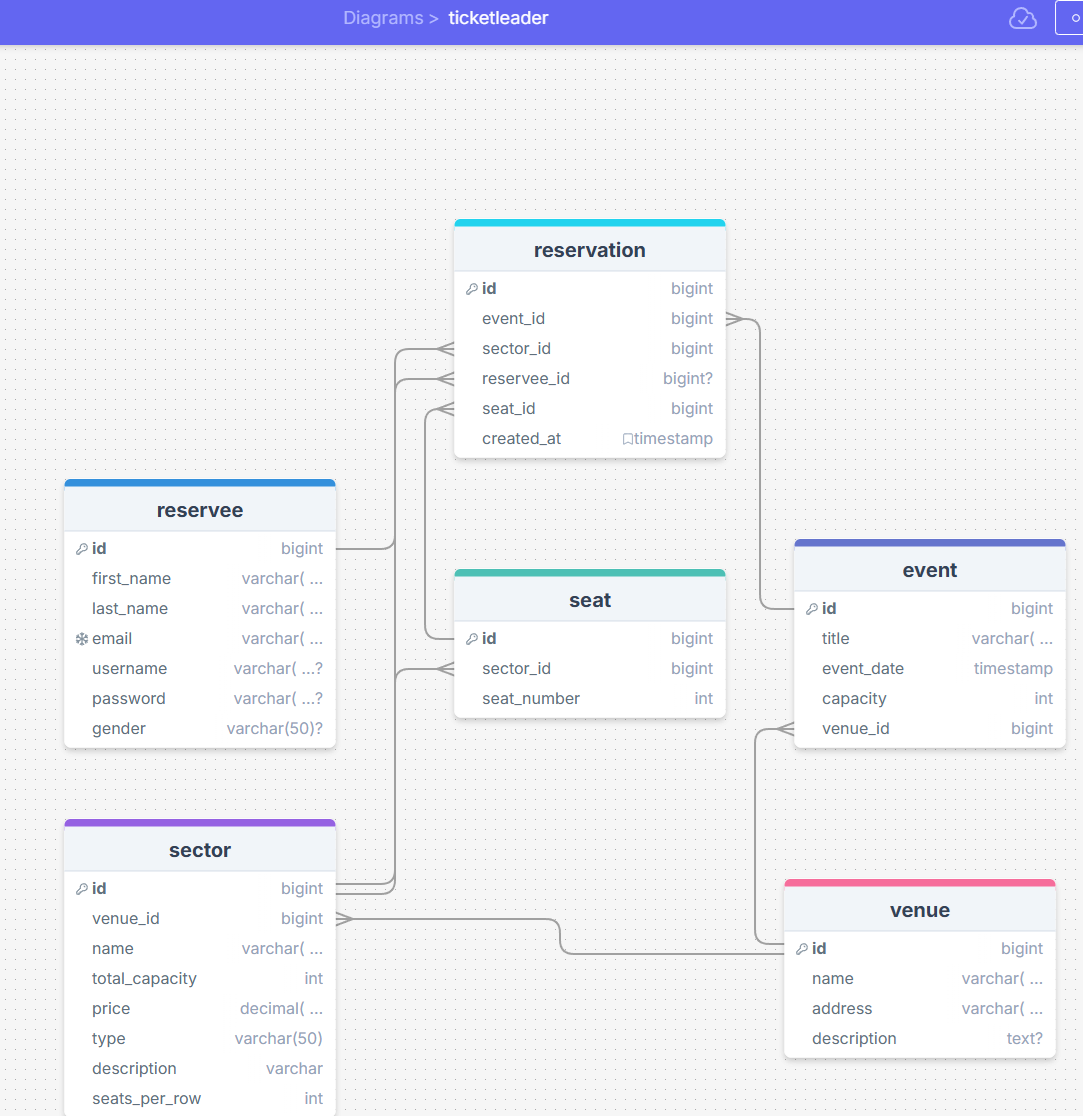 Diagrams > ticketleader
reservation
id bigint
event_id bigint
sector_id bigint
reservee_id bigint?
seat_id bigint
created_at timestamp
reservee
id bigint
first_name varchar( ...
last_name varchar( ...
email varchar( ...
username varchar( ...?
password varchar( ...?
gender varchar(50)?
seat
id bigint
sector_id bigint
seat_number int
event
id bigint
title varchar( ...
event_date timestamp
capacity int
venue_id bigint
sector
id bigint
venue_id bigint
name varchar( ...
total_capacity int
price decimal( ...
type varchar(50)
description varchar
seats_per_row int
venue
id bigint
name varchar( ...
address varchar( ...
description text?